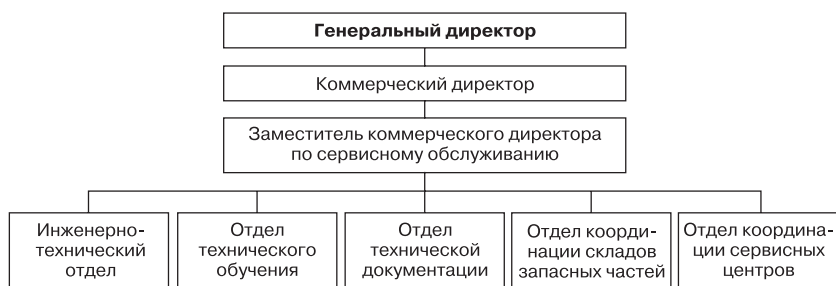 Генеральный директор
Коммерческий директор
Заместитель коммерческого директора
по сервисному обслуживанию
Инженерно-
технический
отдел
Отдел
технического
обучения
Отдел
технической
документации
Отдел коорди-
нации складов
запасных частей
Отдел координа-
ции сервисных
центров